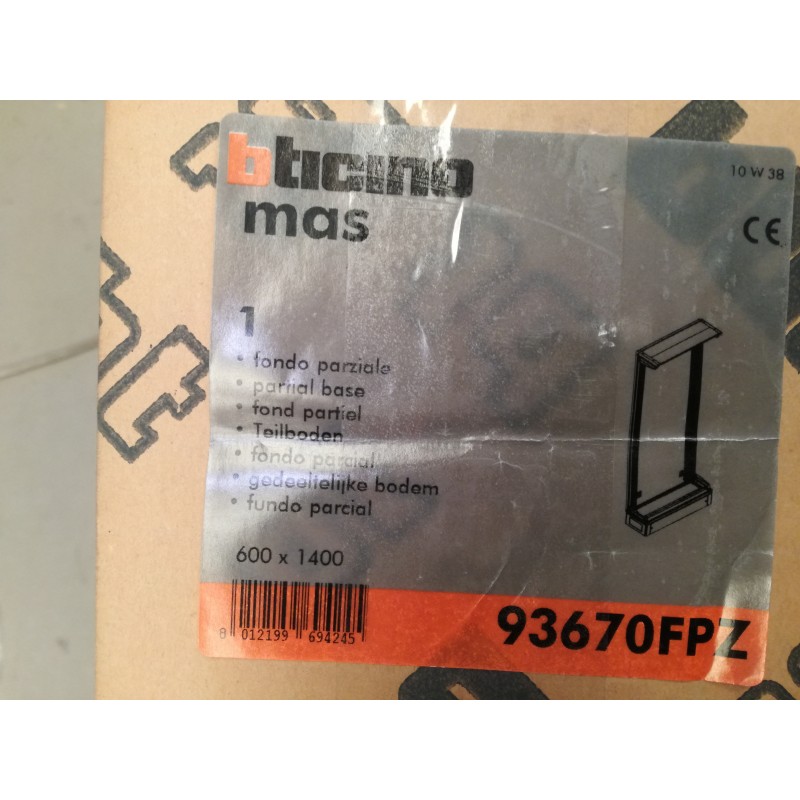 bticino
10 W 38
mas
CE
1
• fondo parziale
• parrial base
• fond partiel
• Teilboden
• fondo parcial
• gedeeltelijke bodem
• fundo parcial
600 x 1400
8 012199 694245
93670FPZ